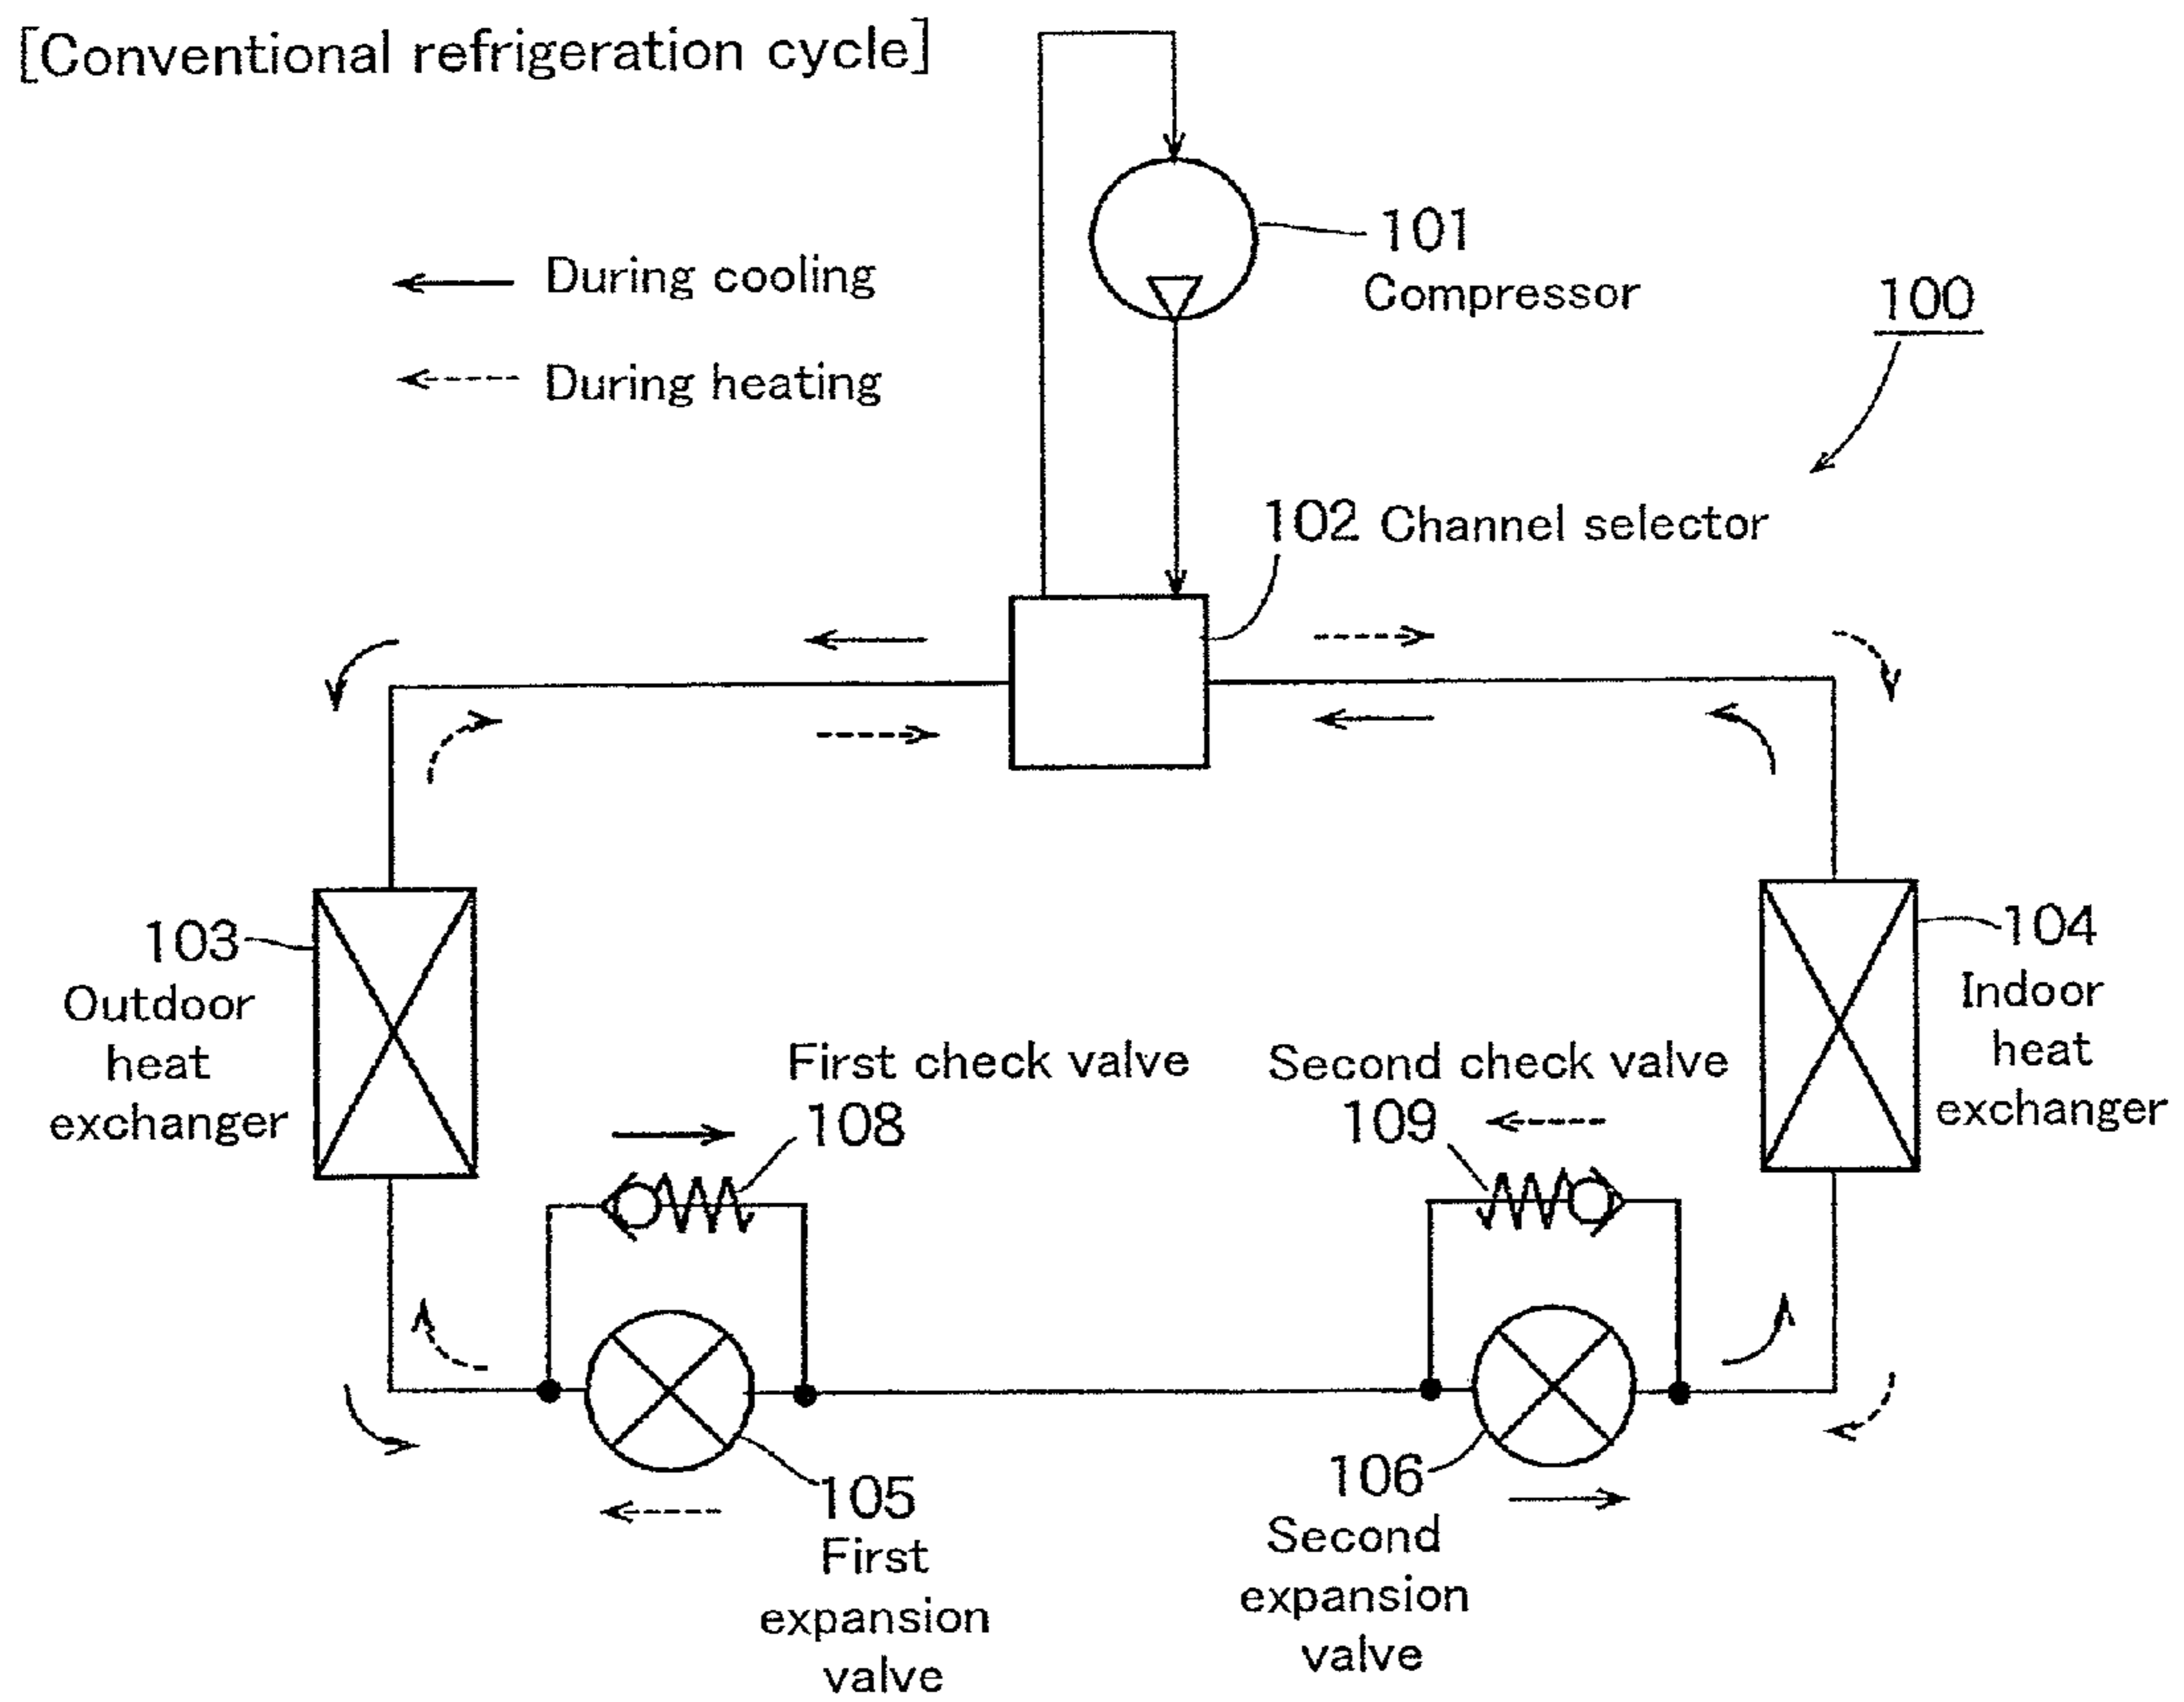 [Conventional refrigeration cycle]
During cooling
During heating
101
Compressor
100
102 Channel selector
103
Outdoor
heat
exchanger
104
Indoor
heat
exchanger
First check valve
108
Second check valve
109
105
First
expansion
valve
106
Second
expansion
valve